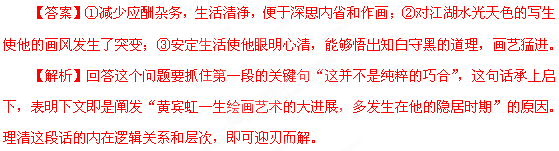 【答案】①减少应酬杂务，生活清净，便于深思内省和作画；②对江湖水光天色的写生
使他的画风发生了突变；③安定生活使他眼明心清，能够悟出知白守黑的道理，画艺猛进。
【解析】回答这个问题要抓住第一段的关键句“这并不是纯粹的巧合”，这句话承上启
下，表明下文即是阐发“黄宾虹一生绘画艺术的大进展，多发生在他的隐居时期”的原因。
理清这段话的内在逻辑关系和层次，即可迎刃而解。